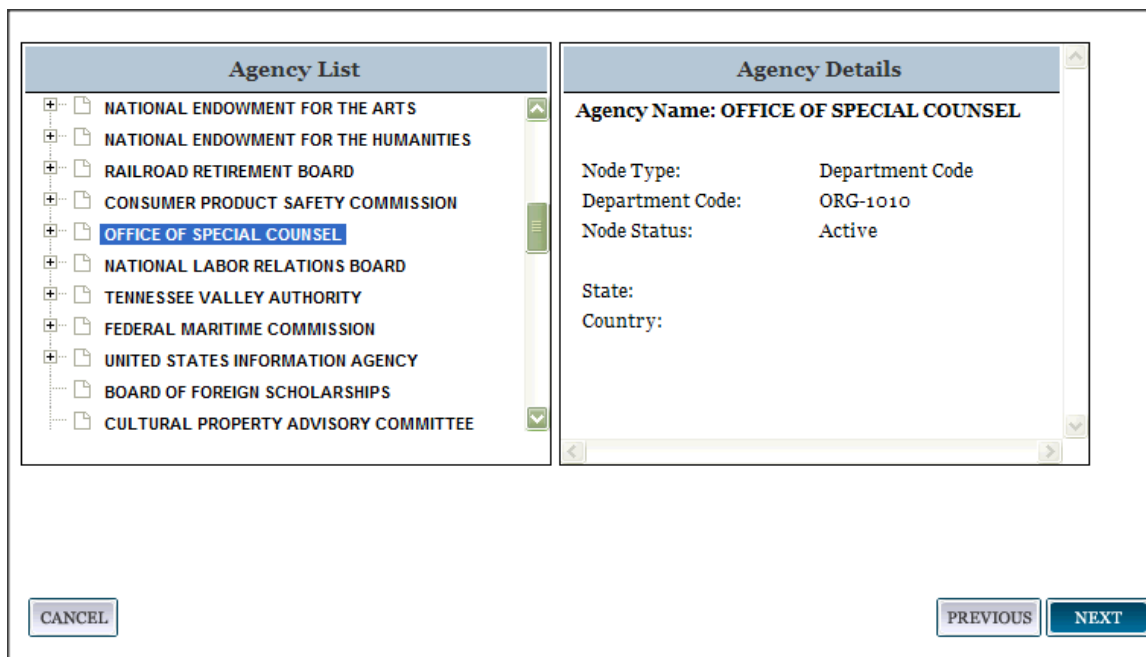 Agency List
NATIONAL ENDOWMENT FOR THE ARTS
NATIONAL ENDOWMENT FOR THE HUMANITIES
RAILROAD RETIREMENT BOARD
CONSUMER PRODUCT SAFETY COMMISSION
OFFICE OF SPECIAL COUNSEL
NATIONAL LABOR RELATIONS BOARD
TENNESSEE VALLEY AUTHORITY
FEDERAL MARITIME COMMISSION
UNITED STATES INFORMATION AGENCY
BOARD OF FOREIGN SCHOLARSHIPS
CULTURAL PROPERTY ADVISORY COMMITTEE
Agency Details
Agency Name: OFFICE OF SPECIAL COUNSEL
Node Type: Department Code
Department Code: ORG-1010
Node Status: Active
State:
Country:
CANCEL
PREVIOUS
NEXT